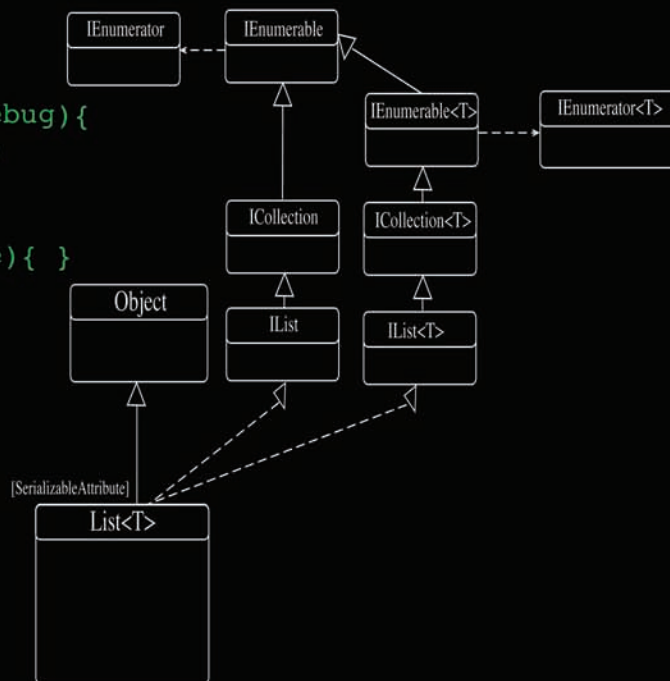 IEnumerator
IEnumerable
ebug){
IEnumerable<T>
IEnumerator<T>
ICollection
ICollection<T>
){ }
Object
IList
IList<T>
[SerializableAttribute]
List<T>